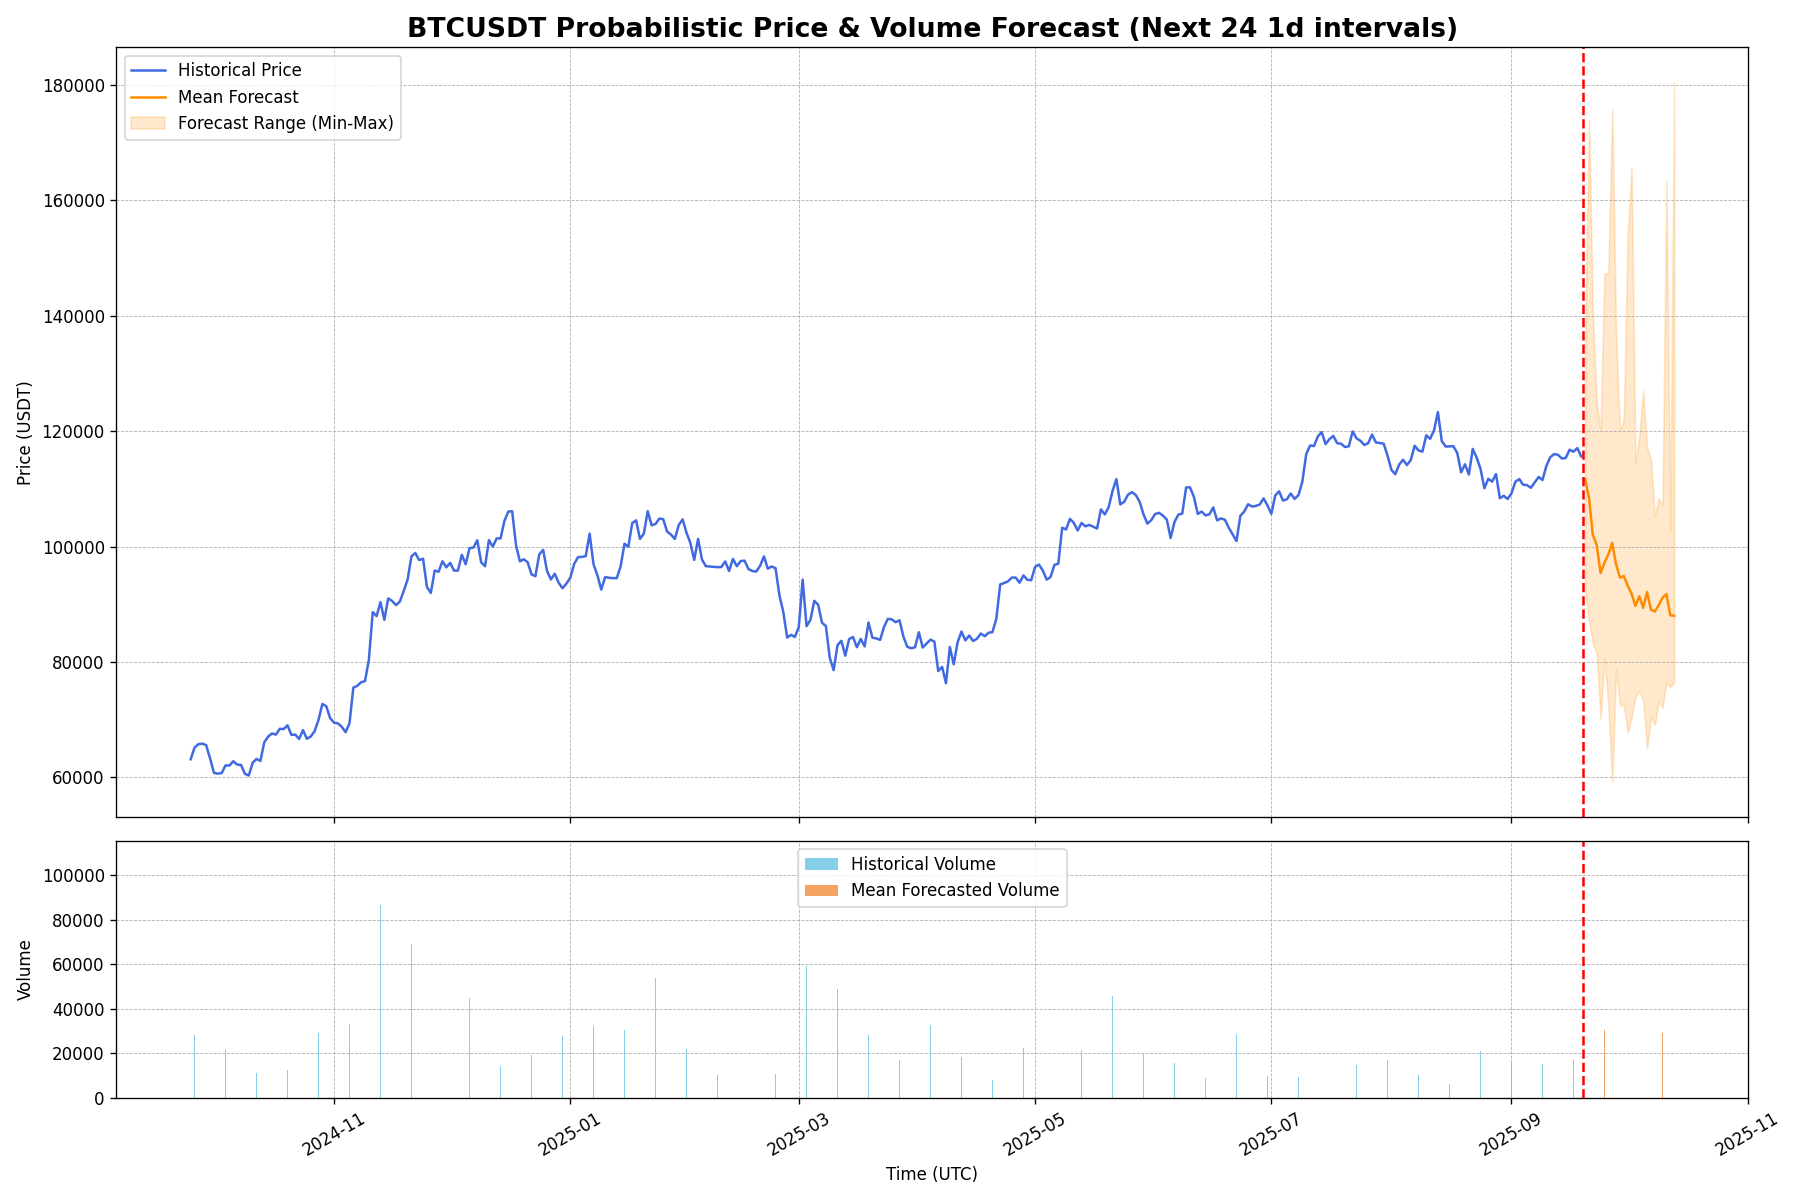 BTCUSDT Probabilistic Price & Volume Forecast (Next 24 1d intervals)
Historical Price
Mean Forecast
Forecast Range (Min-Max)
Price (USDT)
180000
160000
140000
120000
100000
80000
60000
Historical Volume
Mean Forecasted Volume
Volume
100000
80000
60000
40000
20000
0
2024-11
2025-01
2025-03
2025-05
2025-07
2025-09
2025-11
Time (UTC)